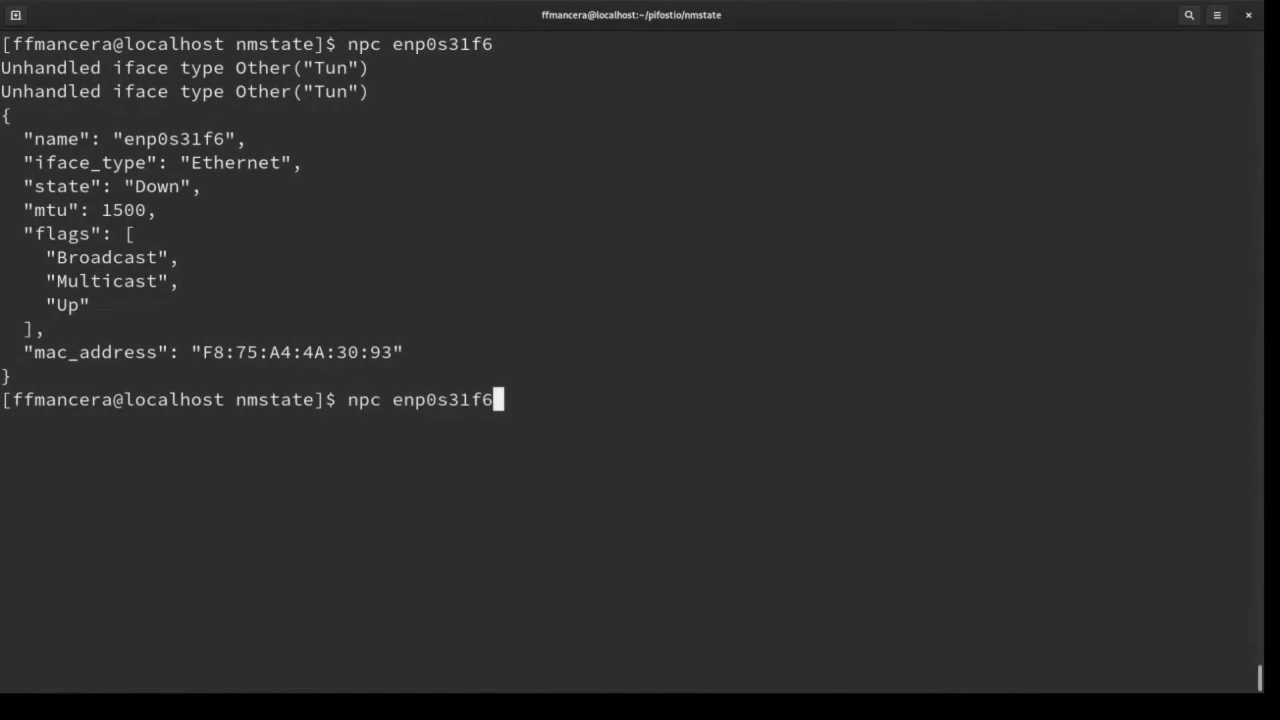 ffmancera@localhost:~/pifostio/nmstate
[ffmancera@localhost nmstate]$ npc enp0s31f6
Unhandled iface type Other("Tun")
Unhandled iface type Other("Tun")
{
  "name": "enp0s31f6",
  "iface_type": "Ethernet",
  "state": "Down",
  "mtu": 1500,
  "flags": [
    "Broadcast",
    "Multicast",
    "Up"
  ],
  "mac_address": "F8:75:A4:4A:30:93"
}
[ffmancera@localhost nmstate]$ npc enp0s31f6